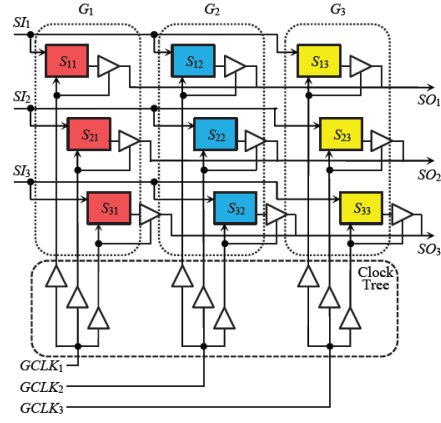 G1 G2 G3
SI1
S11 S12 S13
SO1
SI2
S21 S22 S23
SO2
SI3
S31 S32 S33
SO3
Clock
Tree
GCLK1
GCLK2
GCLK3